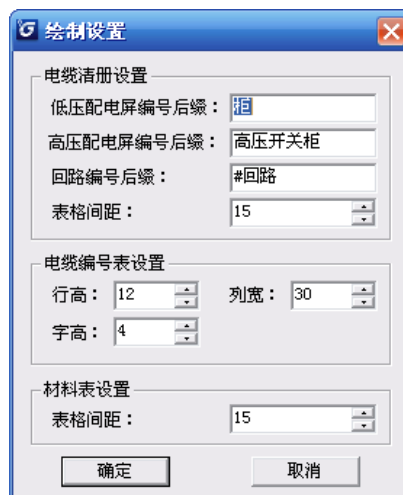 绘制设置
电缆清册设置
低压配电屏编号后缀： 柜
高压配电屏编号后缀： 高压开关柜
回路编号后缀： #回路
表格间距： 15
电缆编号表设置
行高： 12 列宽： 30
字高： 4
材料表设置
表格间距： 15
确定 取消